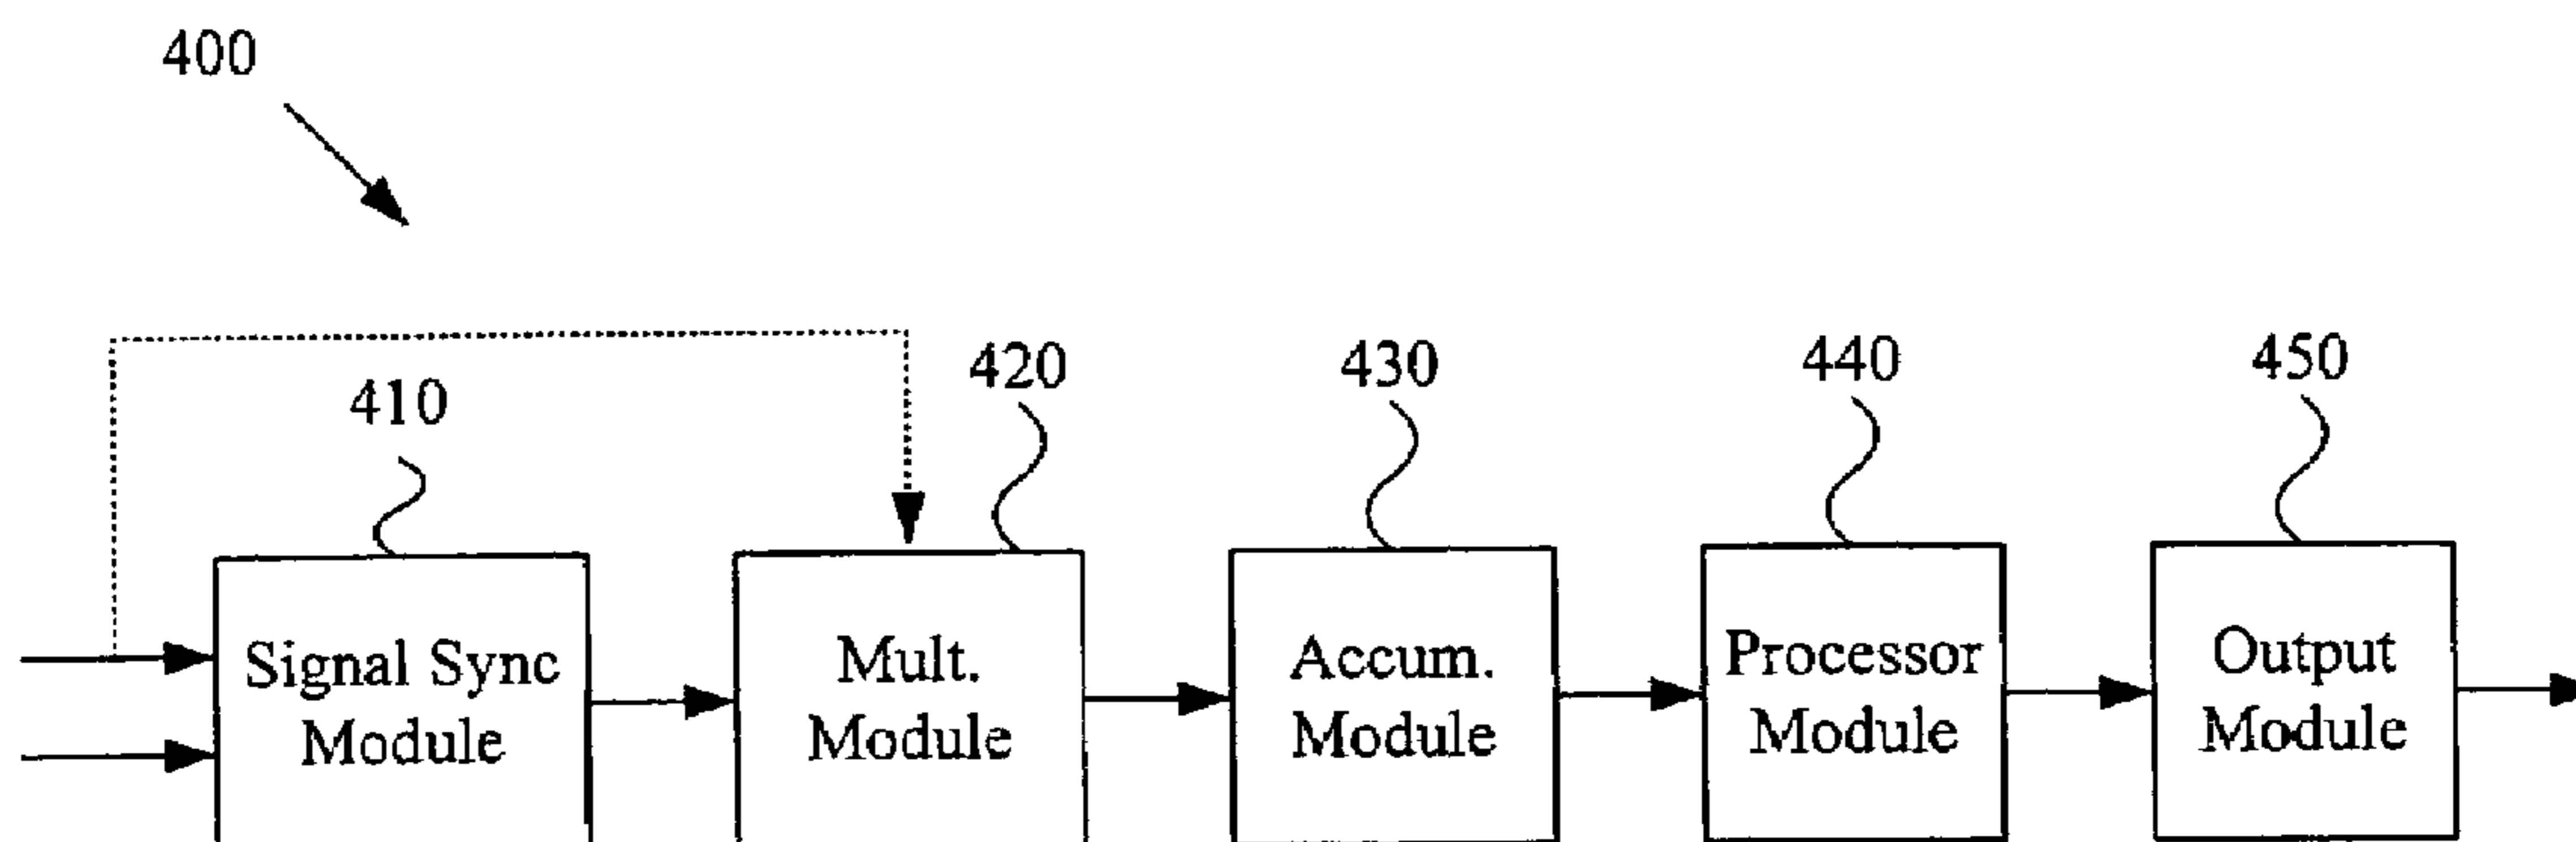 400
410
420
430
440
450
Signal Sync
Module
Mult.
Module
Accum.
Module
Processor
Module
Output
Module